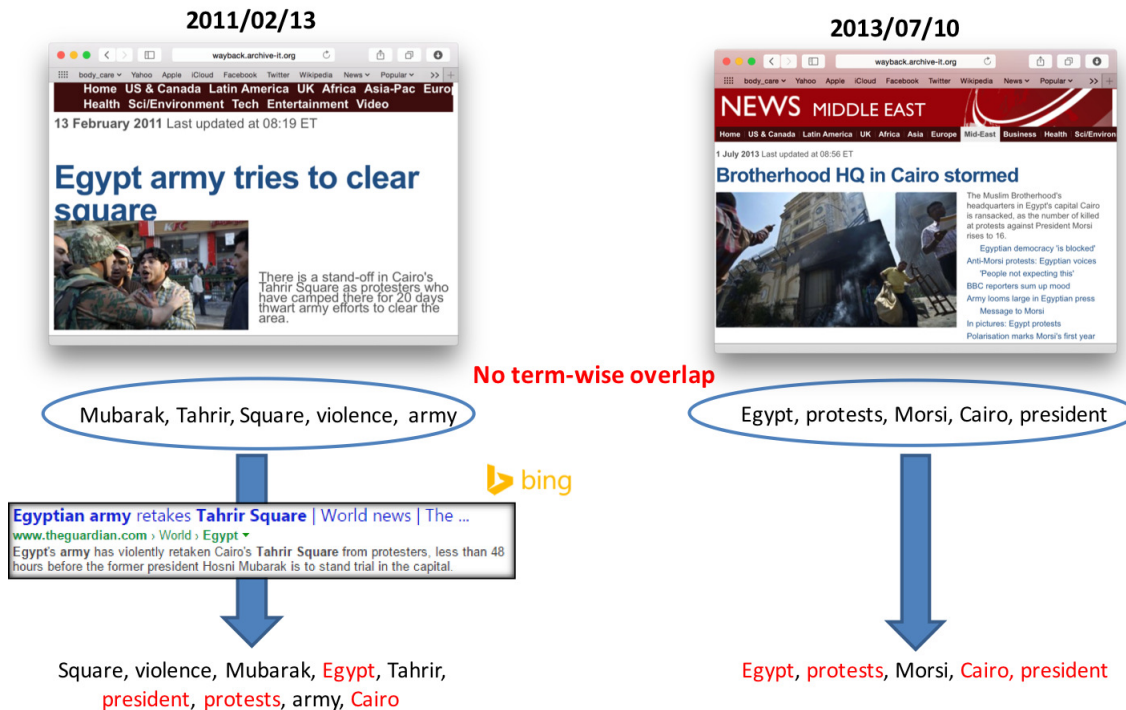 2011/02/13
wayback.archive-it.org
body_care Yahoo Apple iCloud Facebook Twitter Wikipedia News Popular >> +
Home US & Canada Latin America UK Africa Asia-Pac Europ
Health Sci/Environment Tech Entertainment Video
13 February 2011 Last updated at 08:19 ET
Egypt army tries to clear
square
There is a stand-off in Cairo's
Tahrir Square as protesters who
have camped there for 20 days
thwart army efforts to clear the
area.
2013/07/10
wayback.archive-it.org
body_care Yahoo Apple iCloud Facebook Twitter Wikipedia News Popular >> +
NEWS MIDDLE EAST
Home US & Canada Latin America UK Africa Asia Europe Mid-East Business Health Sci/Environ
1 July 2013 Last updated at 08:56 ET
Brotherhood HQ in Cairo stormed
The Muslim Brotherhood's
headquarters in Egypt's capital Cairo
is ransacked, as the number of killed
at protests against President Morsi
rises to 16.
Egyptian democracy 'is blocked'
Anti-Morsi protests: Egyptian voices
'People not expecting this'
BBC reporters sum up mood
Army looms large in Egyptian press
Message to Morsi
In pictures: Egypt protests
Polarisation marks Morsi's first year
No term-wise overlap
Mubarak, Tahrir, Square, violence, army
Egypt, protests, Morsi, Cairo, president
bing
Egyptian army retakes Tahrir Square | World news | The ...
www.theguardian.com › World › Egypt
Egypt's army has violently retaken Cairo's Tahrir Square from protesters, less than 48
hours before the former president Hosni Mubarak is to stand trial in the capital.
Square, violence, Mubarak, Egypt, Tahrir,
president, protests, army, Cairo
Egypt, protests, Morsi, Cairo, president